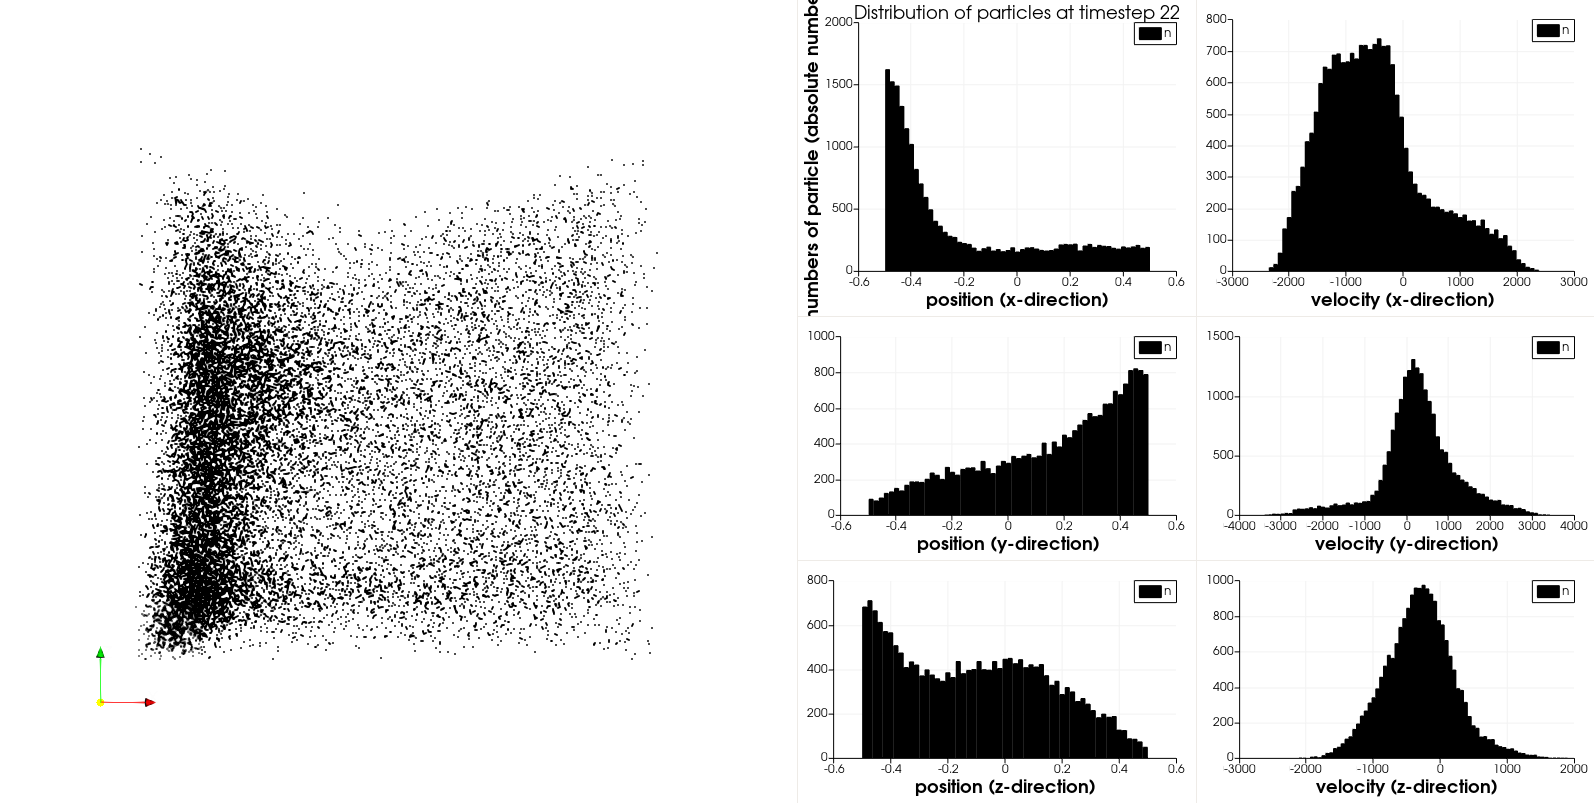 Distribution of particles at timestep 22
numbers of particle (absolute numbe
2000
1500
1000
500
0
-0.6 -0.4 -0.2 0 0.2 0.4 0.6
position (x-direction)
n
800
700
600
500
400
300
200
100
0
-3000 -2000 -1000 0 1000 2000 3000
velocity (x-direction)
n
1000
800
600
400
200
0
-0.6 -0.4 -0.2 0 0.2 0.4 0.6
position (y-direction)
n
1500
1000
500
0
-4000 -3000 -2000 -1000 0 1000 2000 3000 4000
velocity (y-direction)
n
800
600
400
200
0
-0.6 -0.4 -0.2 0 0.2 0.4 0.6
position (z-direction)
n
1000
800
600
400
200
0
-3000 -2000 -1000 0 1000 2000
velocity (z-direction)
n